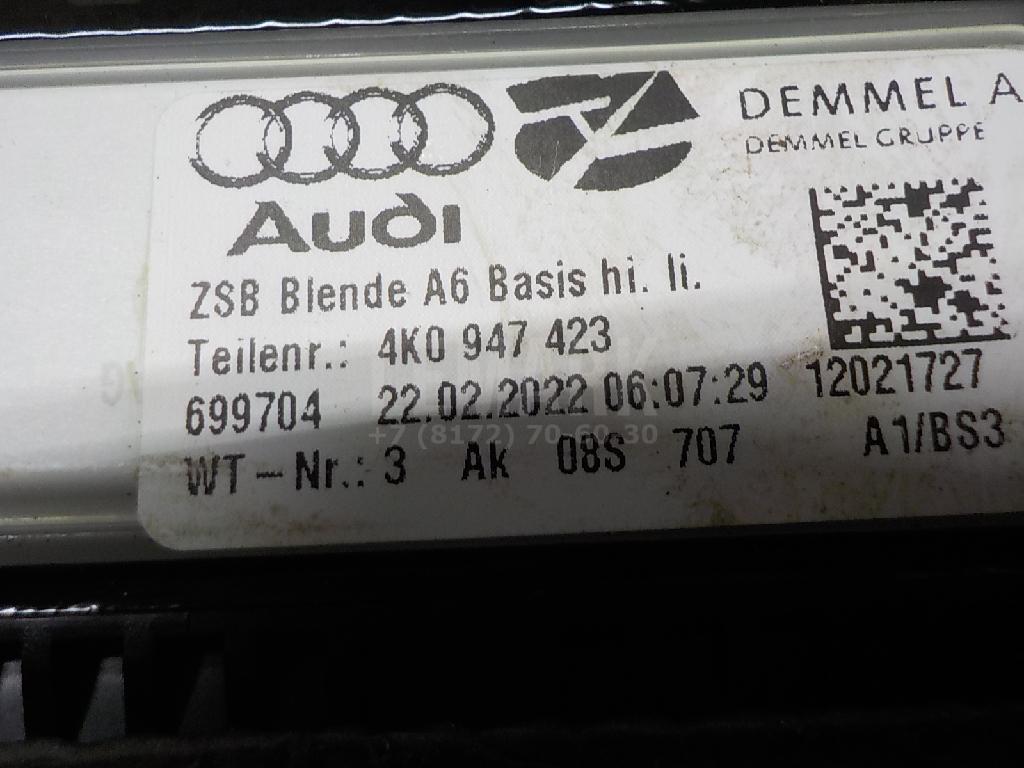 DEMMEL A
DEMMEL GRUPPE
Audi
ZSB Blende A6 Basis hi. li.
Teilenr.: 4K0 947 423
699704 22.02.2022 06:07:29 12021727
+7 (8172) 70-60-30
WT-Nr.: 3 Ak 08S 707 A1/BS3